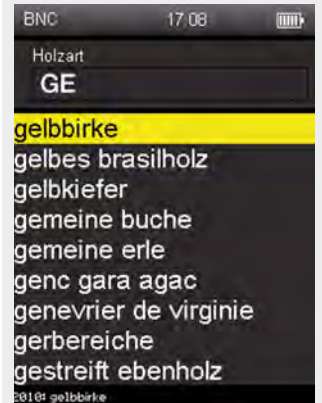 BNC 17:08
Holzart
GE
gelbbirke
gelbes brasilholz
gelbkiefer
gemeine buche
gemeine erle
genc gara agac
genevrier de virginie
gerbereiche
gestreift ebenholz
2010: gelbbirke